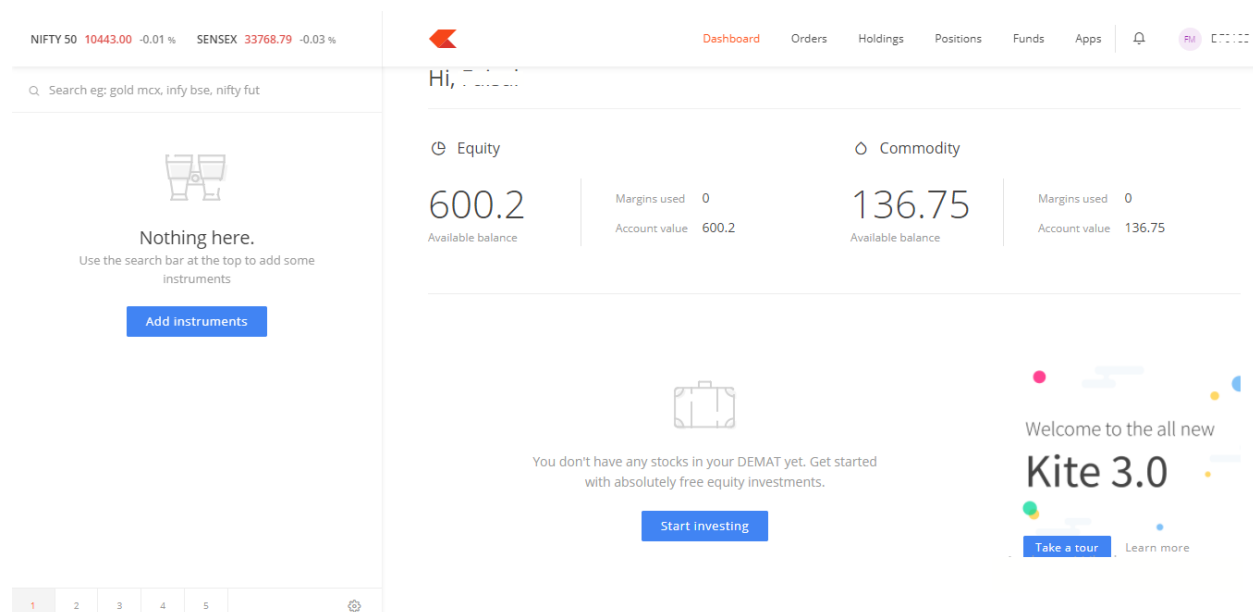 NIFTY 50 10443.00 -0.01 % SENSEX 33768.79 -0.03 %
Dashboard Orders Holdings Positions Funds Apps
FM
Search eg: gold mcx, infy bse, nifty fut
Nothing here.
Use the search bar at the top to add some
instruments
Add instruments
1 2 3 4 5
Hi,
Equity
600.2
Available balance
Margins used 0
Account value 600.2
Commodity
136.75
Available balance
Margins used 0
Account value 136.75
You don't have any stocks in your DEMAT yet. Get started
with absolutely free equity investments.
Start investing
Welcome to the all new
Kite 3.0
Take a tour Learn more